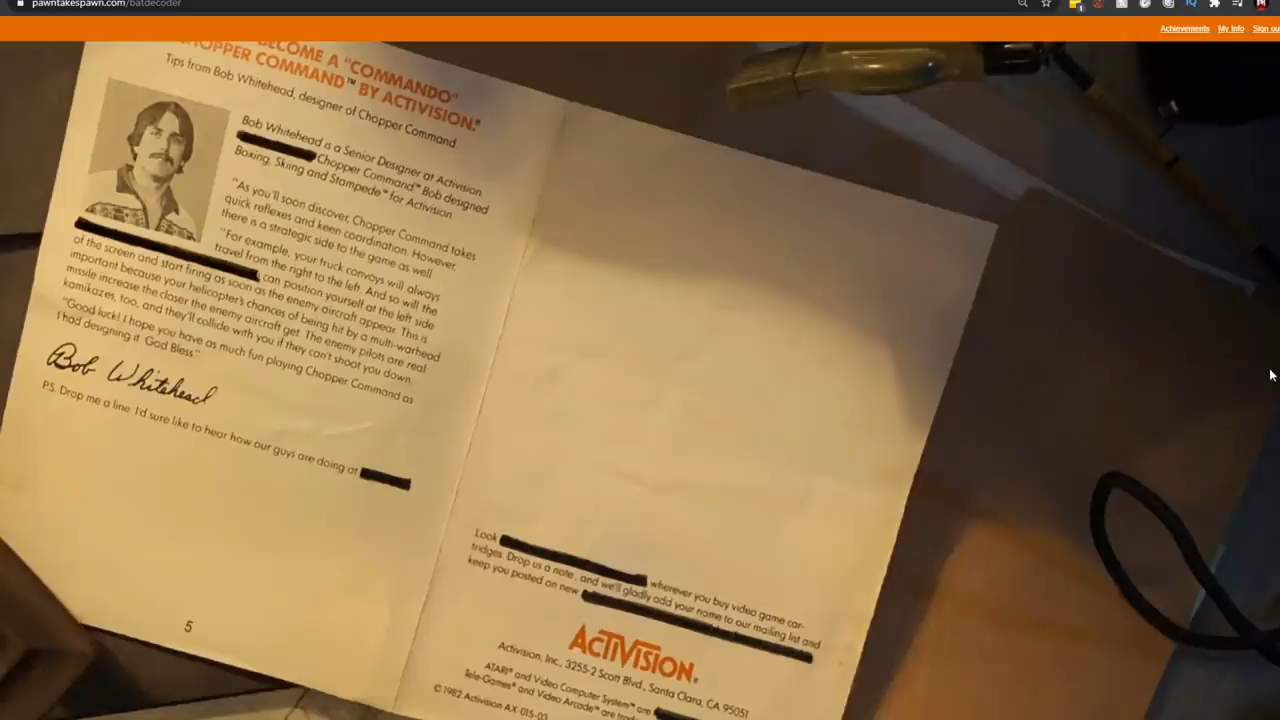 pawntakespawn.com/batdecoder
Achievements My Info Sign ou
BECOME A "COMMANDO"
CHOPPER COMMAND™ BY ACTIVISION.®
Tips from Bob Whitehead, designer of Chopper Command
Bob Whitehead is a Senior Designer at Activision.
Chopper Command™ Bob designed
Boxing, Skiing and Stampede™ for Activision
"As you'll soon discover, Chopper Command takes
quick reflexes and keen coordination. However,
there is a strategic side to the game as well.
"For example, your truck convoys will always
travel from the right to the left. And so will the
can position yourself at the left side
of the screen and start firing as soon as the enemy aircraft appear. This is
important because your helicopter's chances of being hit by a multi-warhead
missile increase the closer the enemy aircraft get. The enemy pilots are real
kamikazes, too, and they'll collide with you if they can't shoot you down.
"Good luck! I hope you have as much fun playing Chopper Command as
I had designing it. God Bless."
Bob Whitehead
P.S. Drop me a line. I'd sure like to hear how our guys are doing at
5
Look wherever you buy video game car-
tridges. Drop us a note, and we'll gladly add your name to our mailing list and
keep you posted on new
ACTIVISION®
Activision, Inc., 3255-2 Scott Blvd., Santa Clara, CA 95051
ATARI® and Video Computer System™ are
Tele-Games® and Video Arcade™ are
© 1982 Activision AX-015-03